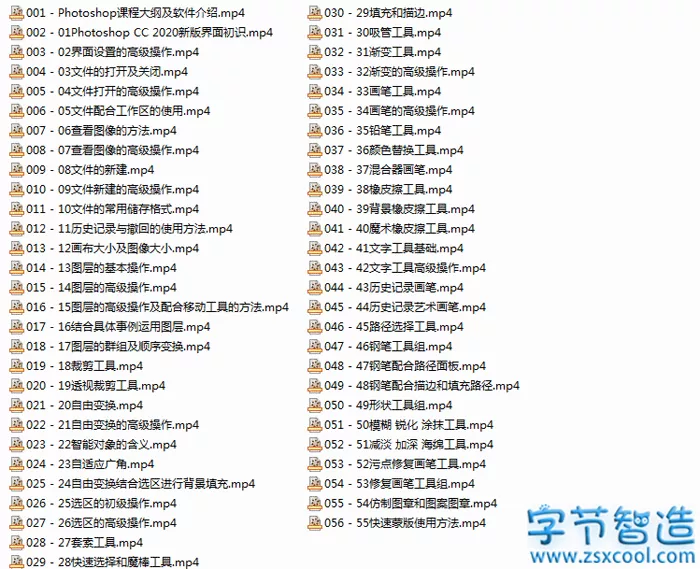 001 - Photoshop课程大纲及软件介绍.mp4
002 - 01Photoshop CC 2020新版界面初识.mp4
003 - 02界面设置的高级操作.mp4
004 - 03文件的打开及关闭.mp4
005 - 04文件打开的高级操作.mp4
006 - 05文件配合工作区的使用.mp4
007 - 06查看图像的方法.mp4
008 - 07查看图像的高级操作.mp4
009 - 08文件的新建.mp4
010 - 09文件新建的高级操作.mp4
011 - 10文件的常用储存格式.mp4
012 - 11历史记录与撤回的使用方法.mp4
013 - 12画布大小及图像大小.mp4
014 - 13图层的基本操作.mp4
015 - 14图层的高级操作.mp4
016 - 15图层的高级操作及配合移动工具的方法.mp4
017 - 16结合具体事例运用图层.mp4
018 - 17图层的群组及顺序变换.mp4
019 - 18裁剪工具.mp4
020 - 19透视裁剪工具.mp4
021 - 20自由变换.mp4
022 - 21自由变换的高级操作.mp4
023 - 22智能对象的含义.mp4
024 - 23自适应广角.mp4
025 - 24自由变换结合选区进行背景填充.mp4
026 - 25选区的初级操作.mp4
027 - 26选区的高级操作.mp4
028 - 27套索工具.mp4
029 - 28快速选择和魔棒工具.mp4
030 - 29填充和描边.mp4
031 - 30吸管工具.mp4
032 - 31渐变工具.mp4
033 - 32渐变的高级操作.mp4
034 - 33画笔工具.mp4
035 - 34画笔的高级操作.mp4
036 - 35铅笔工具.mp4
037 - 36颜色替换工具.mp4
038 - 37混合器画笔.mp4
039 - 38橡皮擦工具.mp4
040 - 39背景橡皮擦工具.mp4
041 - 40魔术橡皮擦工具.mp4
042 - 41文字工具基础.mp4
043 - 42文字工具高级操作.mp4
044 - 43历史记录画笔.mp4
045 - 44历史记录艺术画笔.mp4
046 - 45路径选择工具.mp4
047 - 46钢笔工具组.mp4
048 - 47钢笔配合路径面板.mp4
049 - 48钢笔配合描边和填充路径.mp4
050 - 49形状工具组.mp4
051 - 50模糊 锐化 涂抹工具.mp4
052 - 51减淡 加深 海绵工具.mp4
053 - 52污点修复画笔工具.mp4
054 - 53修复画笔工具组.mp4
055 - 54仿制图章和图案图章.mp4
056 - 55快速蒙版使用方法.mp4
字节智造
www.zsxcool.com